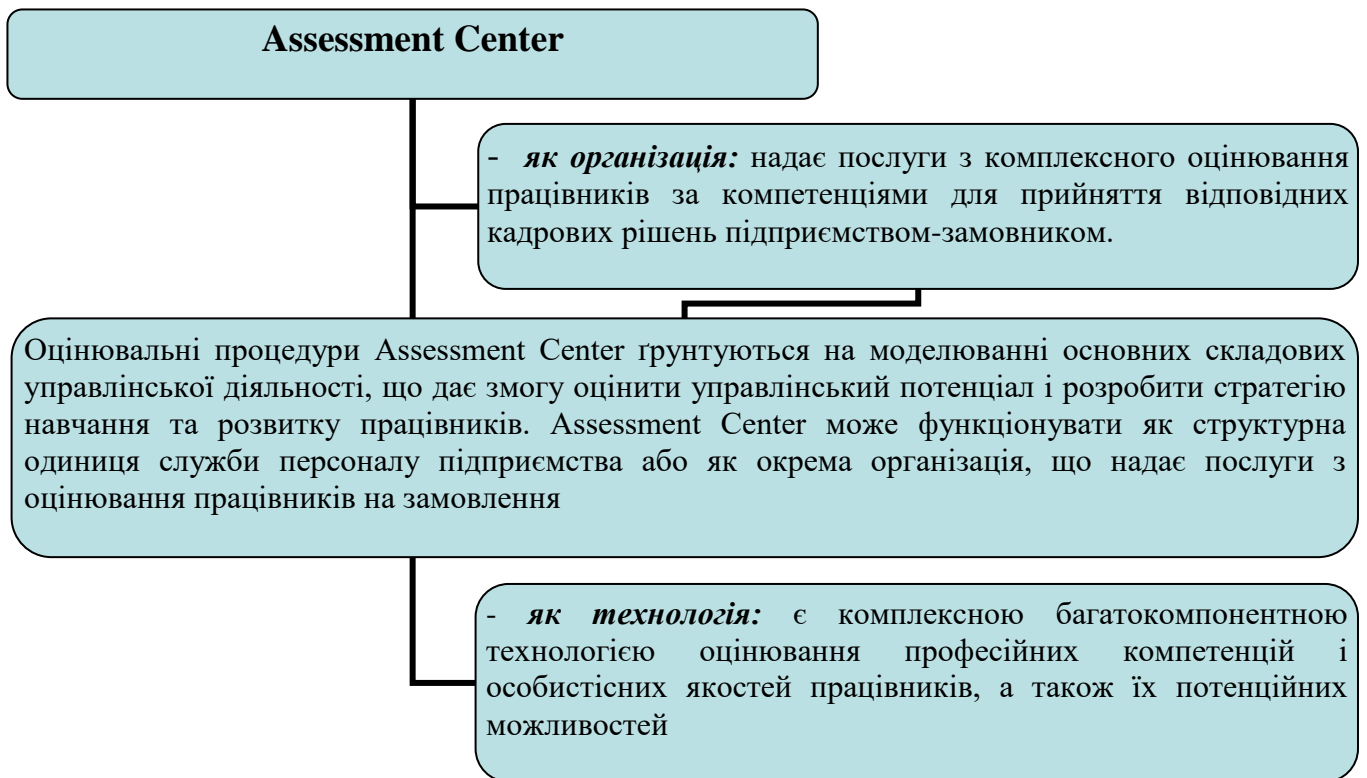 Assessment Center
- як організація: надає послуги з комплексного оцінювання
працівників за компетенціями для прийняття відповідних
кадрових рішень підприємством-замовником.
Оцінювальні процедури Assessment Center ґрунтуються на моделюванні основних складових
управлінської діяльності, що дає змогу оцінити управлінський потенціал і розробити стратегію
навчання та розвитку працівників. Assessment Center може функціонувати як структурна
одиниця служби персоналу підприємства або як окрема організація, що надає послуги з
оцінювання працівників на замовлення
- як технологія: є комплексною багатокомпонентною
технологією оцінювання професійних компетенцій і
особистісних якостей працівників, а також їх потенційних
можливостей